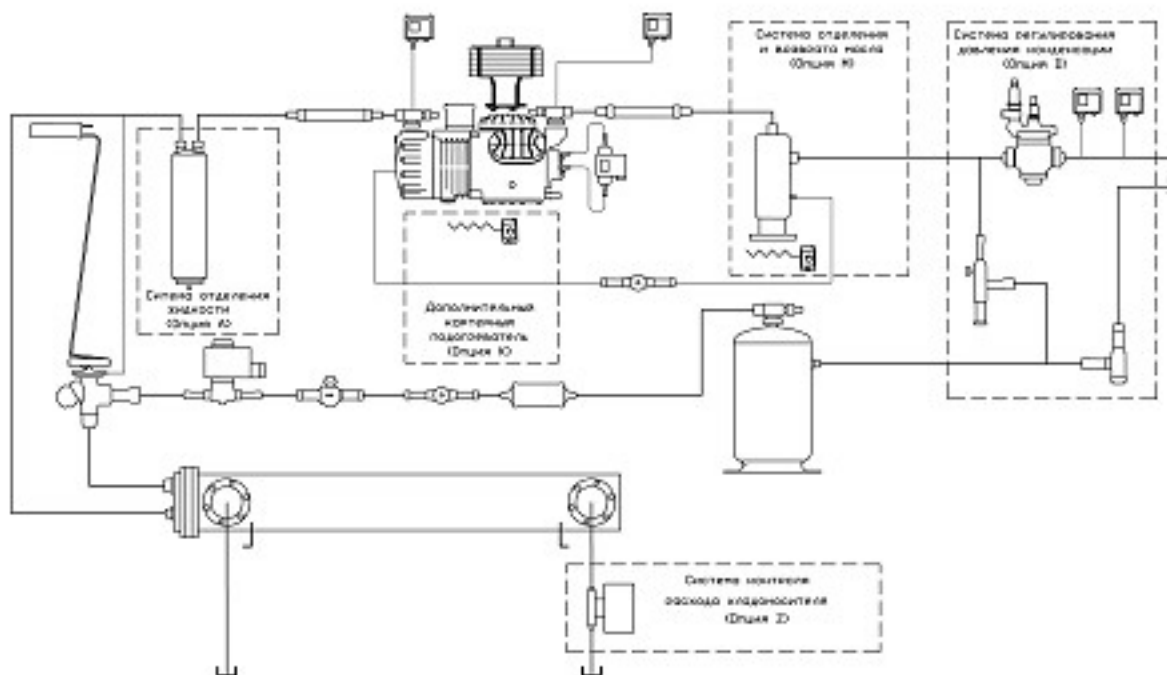 Система отделения
и возврата масла
(Опция M)
Система регулирования
давления конденсации
(Опция D)
Ситема отделения
жидкости
(Опция A)
Дополнительный
картерный
подогреватель
(Опция K)
Система контроля
расхода хладоносителя
(Опция Z)